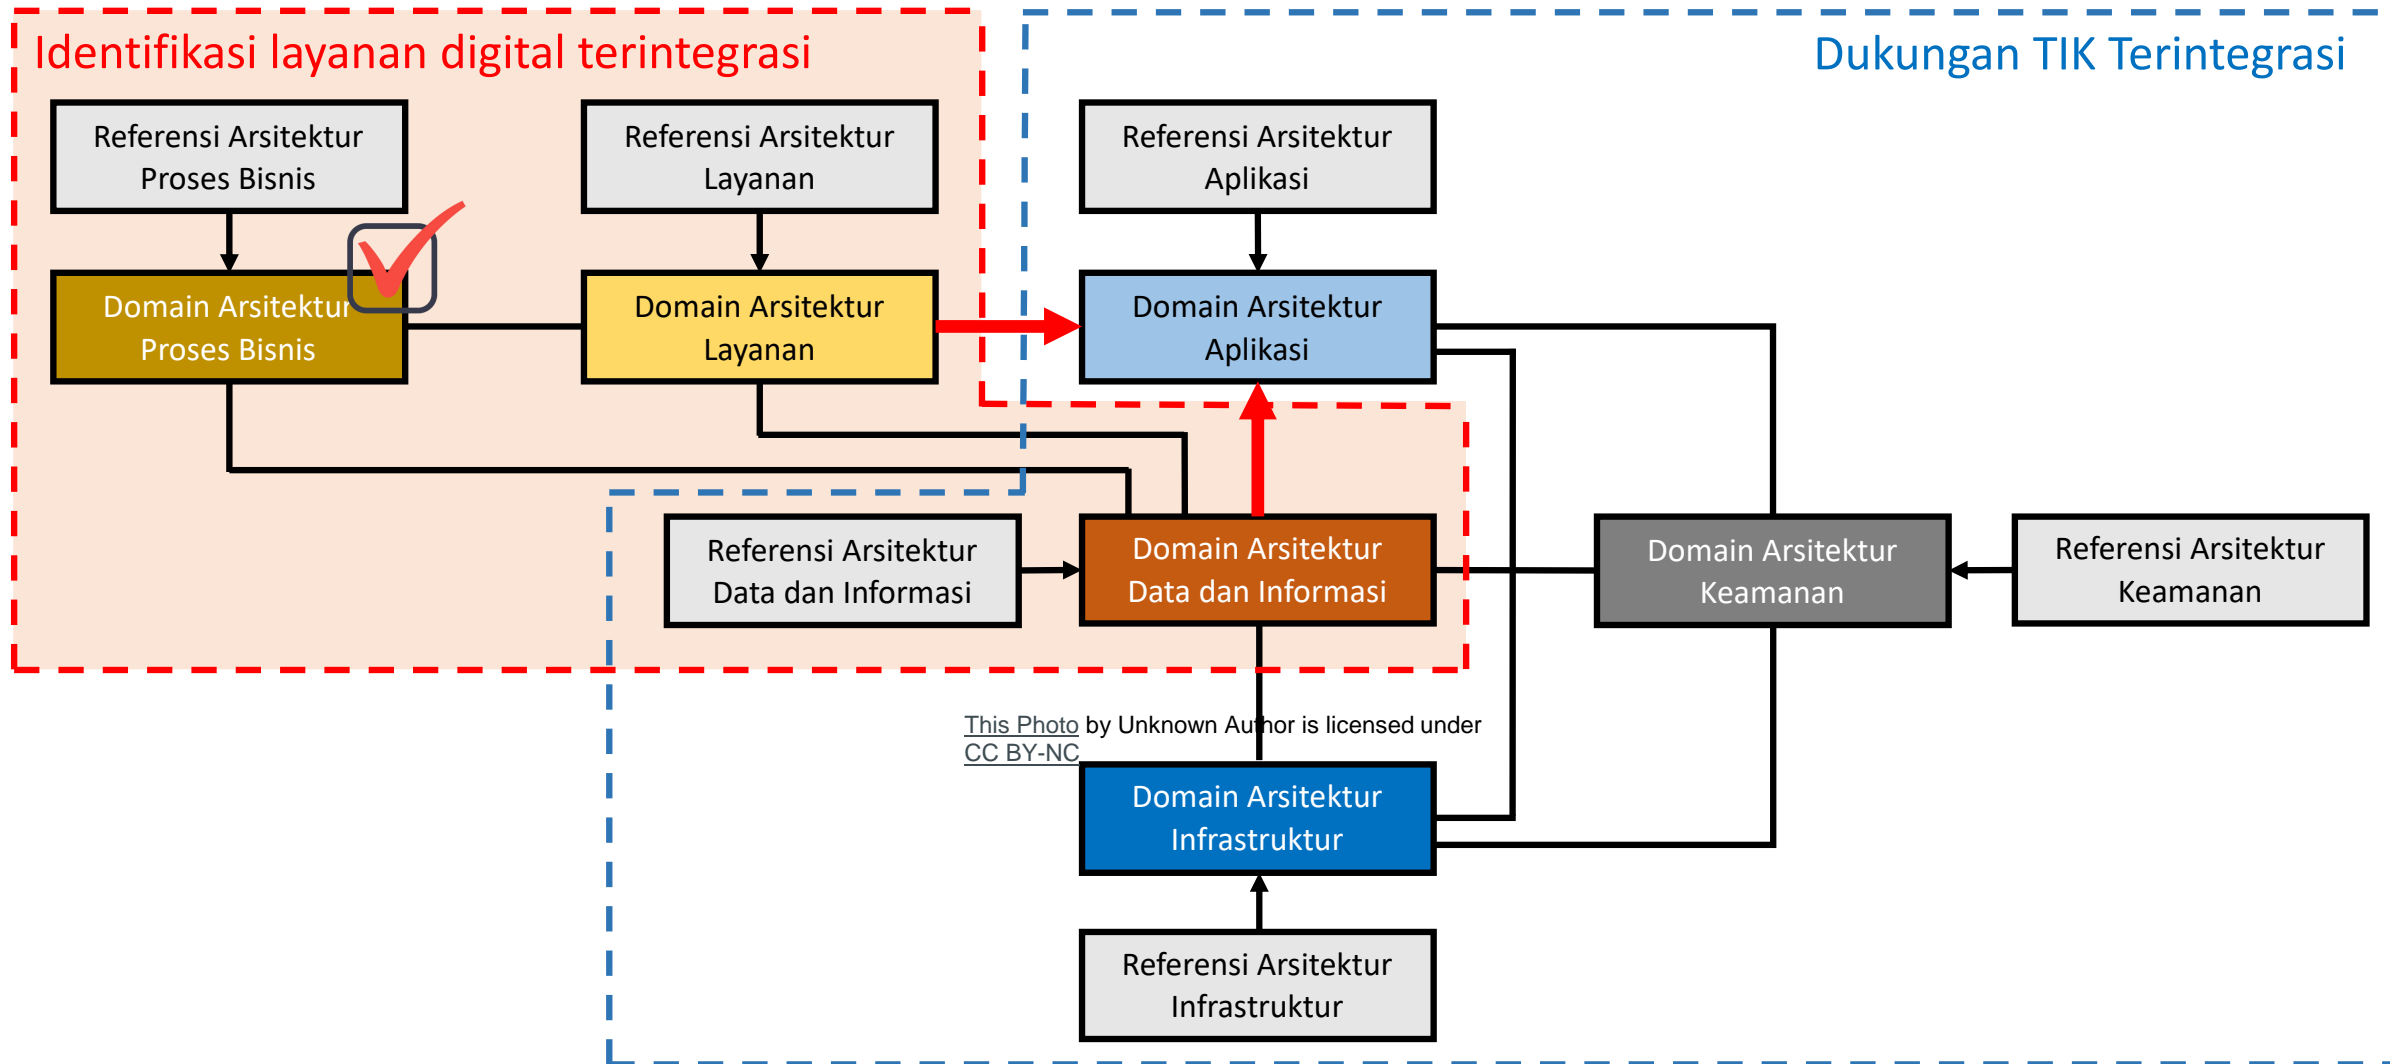 Identifikasi layanan digital terintegrasi
Dukungan TIK Terintegrasi
Referensi Arsitektur
Proses Bisnis
Referensi Arsitektur
Layanan
Referensi Arsitektur
Aplikasi
Domain Arsitektur
Proses Bisnis
Domain Arsitektur
Layanan
Domain Arsitektur
Aplikasi
Referensi Arsitektur
Data dan Informasi
Domain Arsitektur
Data dan Informasi
Domain Arsitektur
Keamanan
Referensi Arsitektur
Keamanan
This Photo by Unknown Author is licensed under
CC BY-NC
Domain Arsitektur
Infrastruktur
Referensi Arsitektur
Infrastruktur